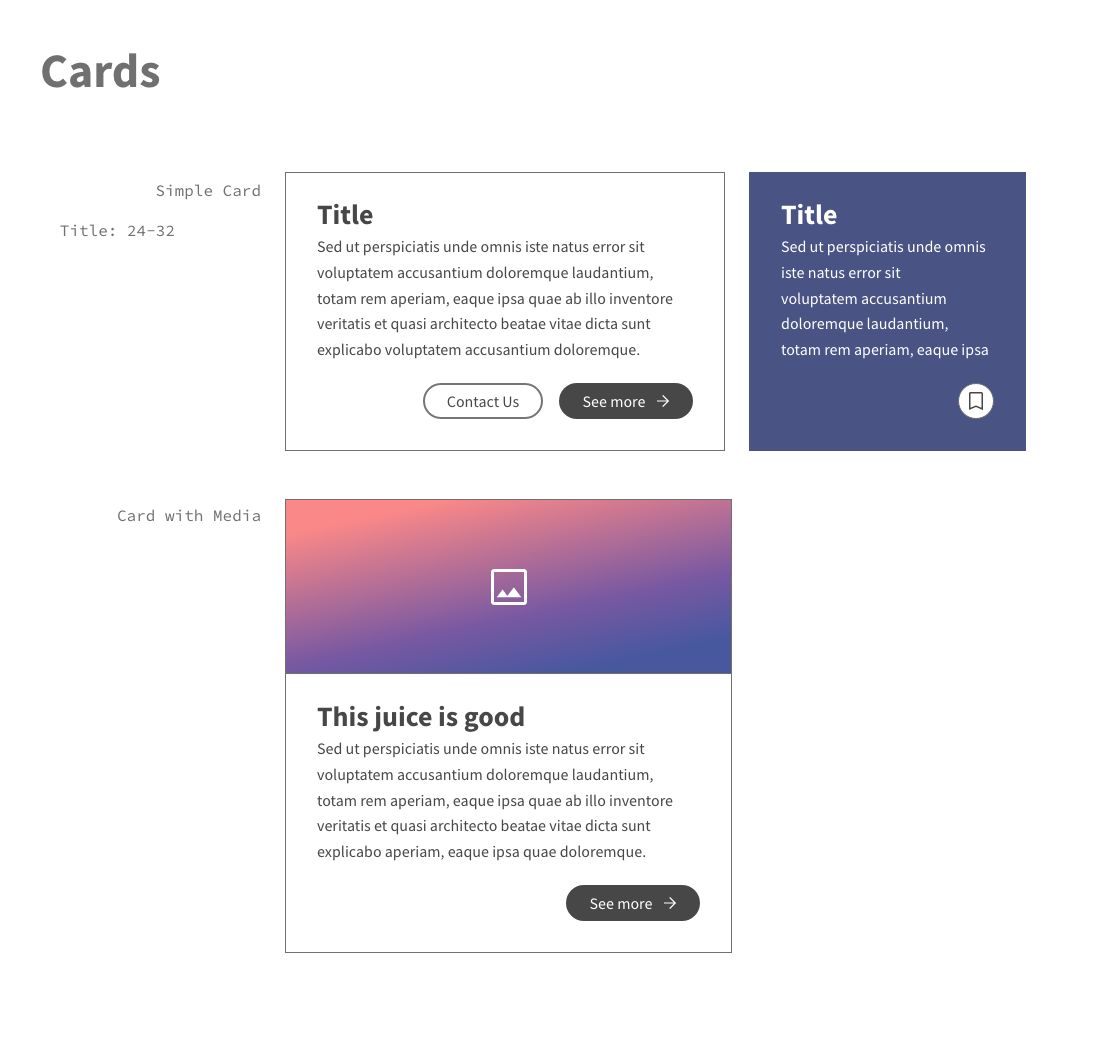 Cards
Simple Card
Title: 24-32
Title
Sed ut perspiciatis unde omnis iste natus error sit
voluptatem accusantium doloremque laudantium,
totam rem aperiam, eaque ipsa quae ab illo inventore
veritatis et quasi architecto beatae vitae dicta sunt
explicabo voluptatem accusantium doloremque.
Contact Us
See more
Title
Sed ut perspiciatis unde omnis
iste natus error sit
voluptatem accusantium
doloremque laudantium,
totam rem aperiam, eaque ipsa
Card with Media
This juice is good
Sed ut perspiciatis unde omnis iste natus error sit
voluptatem accusantium doloremque laudantium,
totam rem aperiam, eaque ipsa quae ab illo inventore
veritatis et quasi architecto beatae vitae dicta sunt
explicabo aperiam, eaque ipsa quae doloremque.
See more